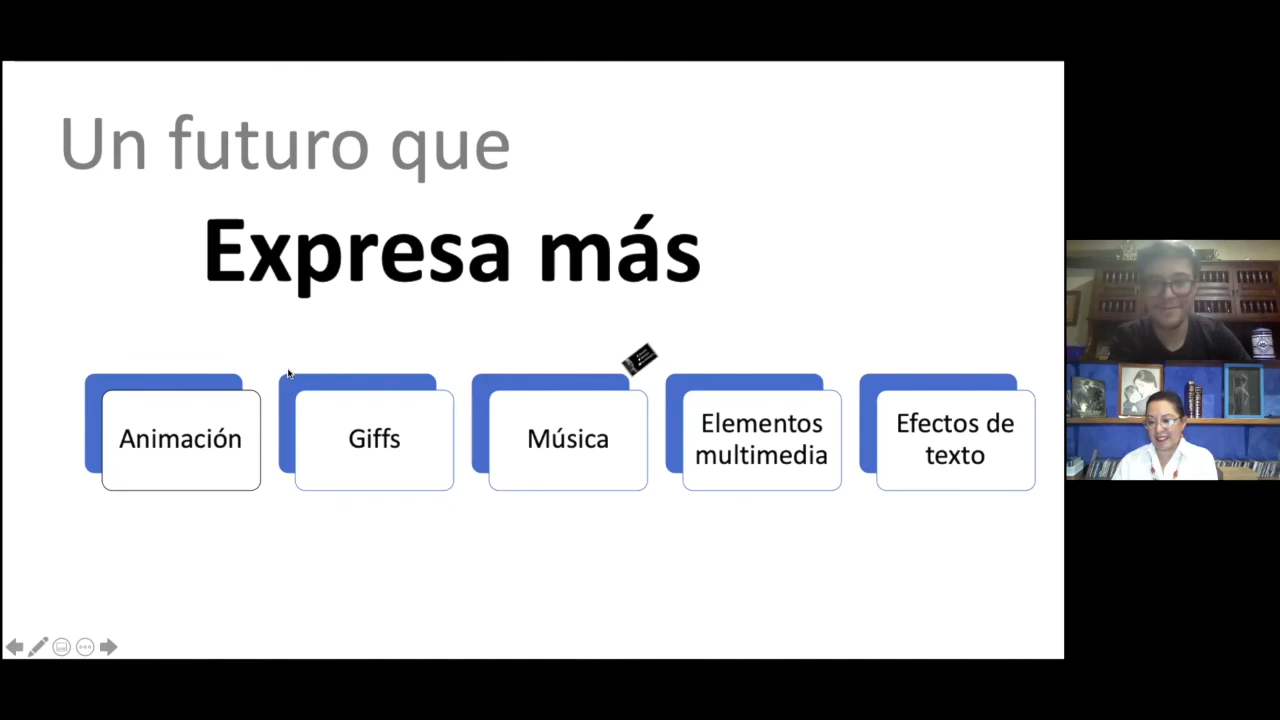 Un futuro que
Expresa más
Animación
Giffs
Música
Elementos
multimedia
Efectos de
texto